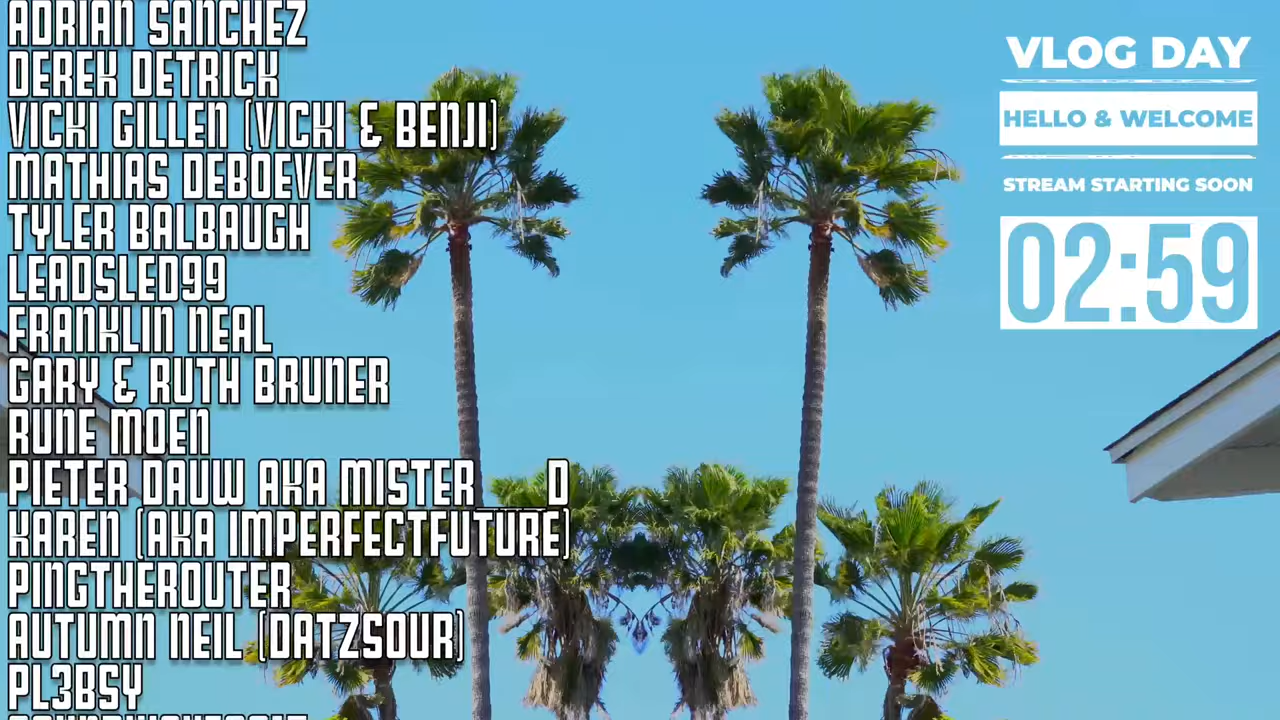 ADRIAN SANCHEZ
DEREK DETRICK
VICKI GILLEN (VICKI & BENJI)
MATHIAS DEBOEVER
TYLER BALBAUGH
LEADSLED99
FRANKLIN NEAL
GARY & RUTH BRUNER
RUNE MOEN
PIETER DAUW AKA MISTER___D
KAREN (AKA IMPERFECTFUTURE)
PINGTHEROUTER
AUTUMN NEIL (DATZSOUR)
PL3BSY
VLOG DAY
HELLO & WELCOME
STREAM STARTING SOON
02:59